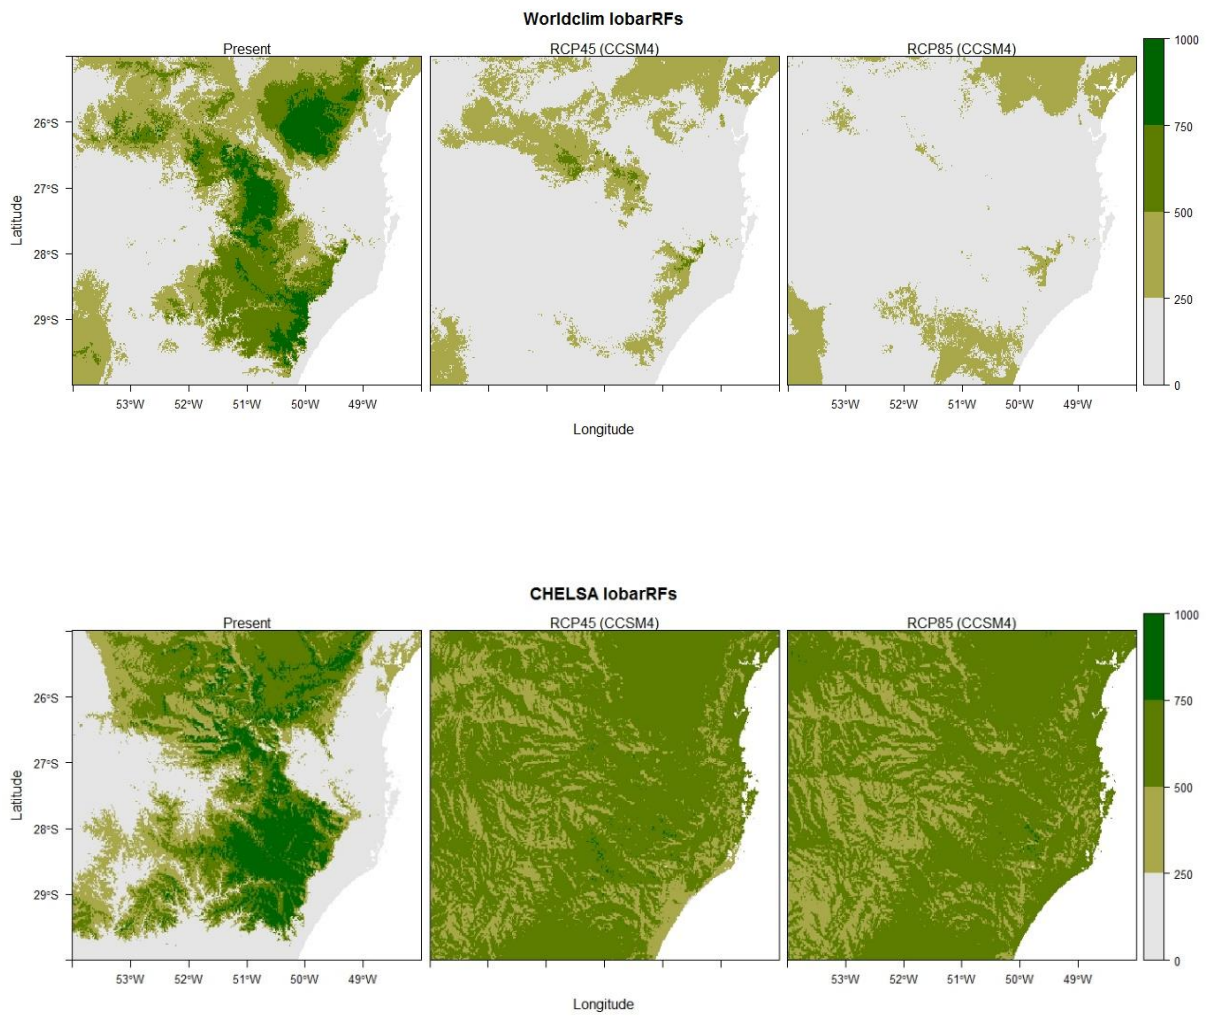 Worldclim lobarRFs
Present
RCP45 (CCSM4)
RCP85 (CCSM4)
1000
750
500
250
0
Latitude
26°S
27°S
28°S
29°S
53°W 52°W 51°W 50°W 49°W
53°W 52°W 51°W 50°W 49°W
Longitude
CHELSA lobarRFs
Present
RCP45 (CCSM4)
RCP85 (CCSM4)
1000
750
500
250
0
Latitude
26°S
27°S
28°S
29°S
53°W 52°W 51°W 50°W 49°W
53°W 52°W 51°W 50°W 49°W
Longitude